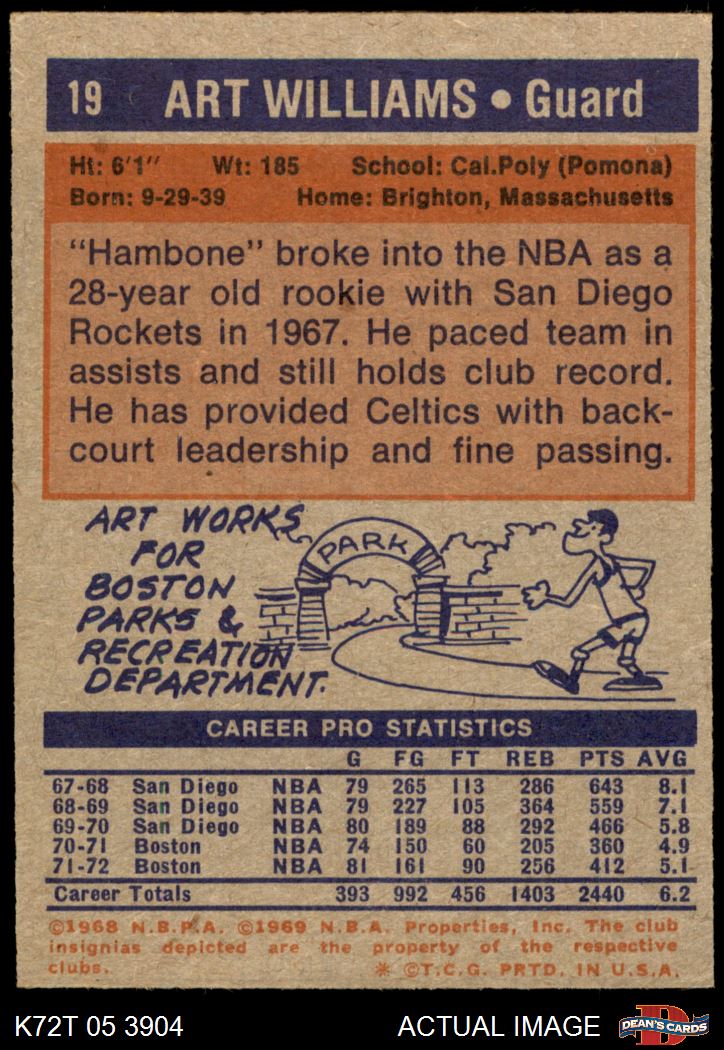 19 ART WILLIAMS • Guard
Ht: 6'1" Wt: 185 School: Cal.Poly (Pomona)
Born: 9-29-39 Home: Brighton, Massachusetts
"Hambone" broke into the NBA as a
28-year old rookie with San Diego
Rockets in 1967. He paced team in
assists and still holds club record.
He has provided Celtics with back-
court leadership and fine passing.
ART WORKS
FOR
BOSTON
PARKS &
RECREATION
DEPARTMENT.
PARK
CAREER PRO STATISTICS
G FG FT REB PTS AVG
67-68 San Diego NBA 79 265 113 286 643 8.1
68-69 San Diego NBA 79 227 105 364 559 7.1
69-70 San Diego NBA 80 189 88 292 466 5.8
70-71 Boston NBA 74 150 60 205 360 4.9
71-72 Boston NBA 81 161 90 256 412 5.1
Career Totals 393 992 456 1403 2440 6.2
©1968 N.B.P.A. ©1969 N.B.A. Properties, Inc. The club
insignias depicted are the property of the respective
clubs. * ©T.C.G. PRTD. IN U.S.A.
K72T 05 3904 ACTUAL IMAGE D DEAN'S CARDS